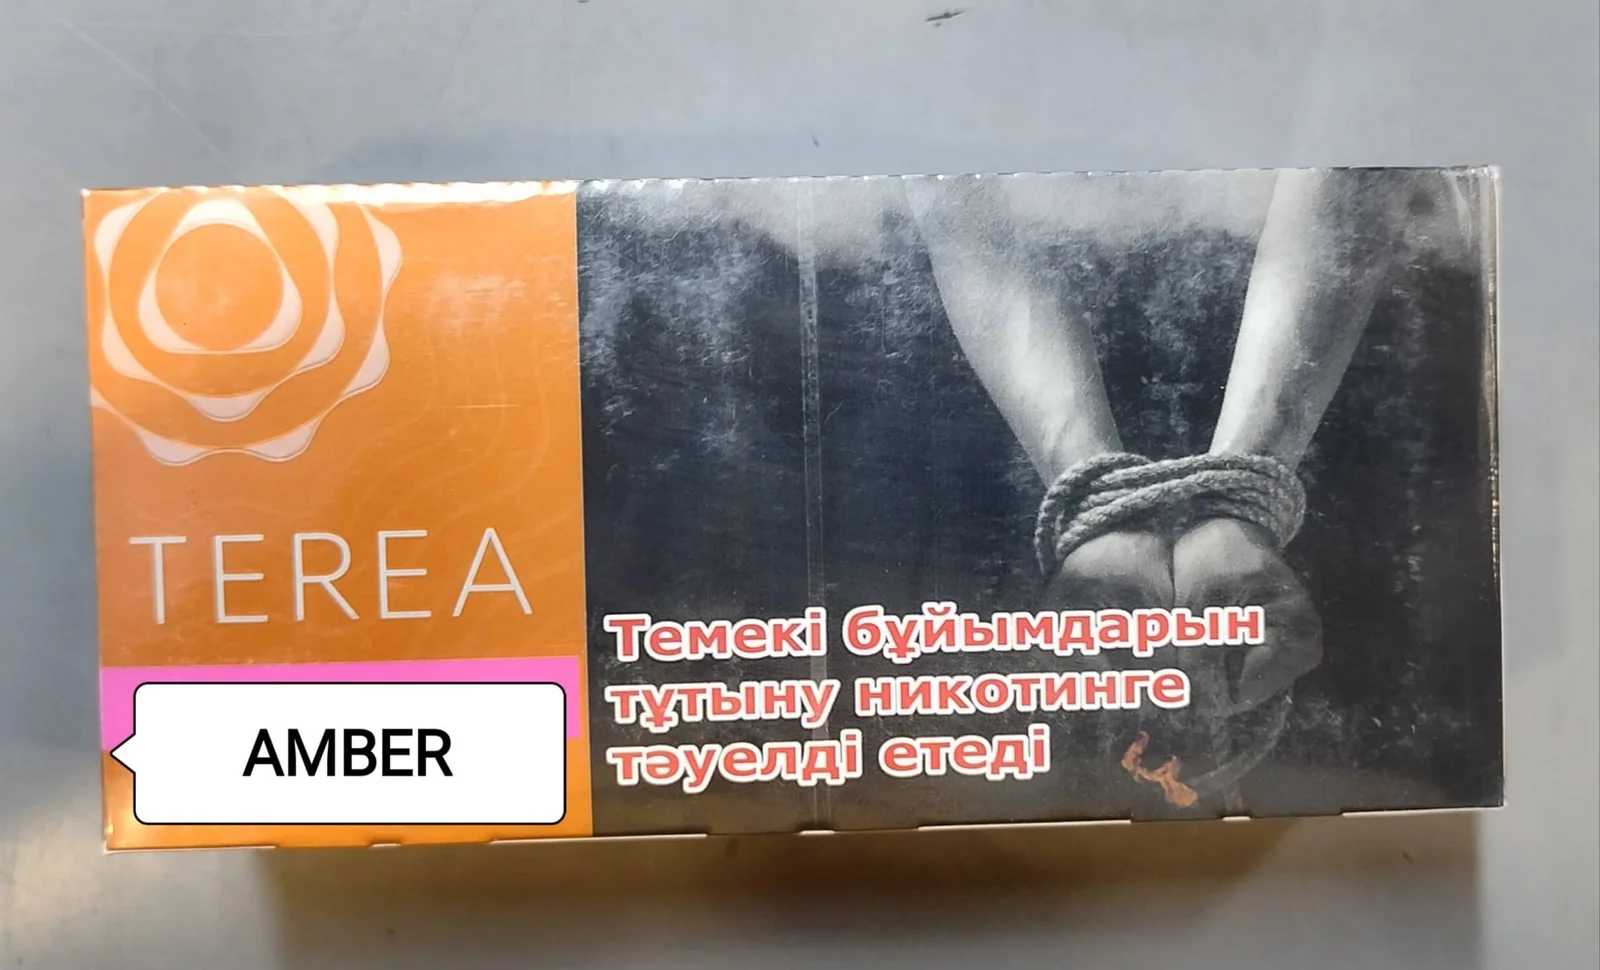 TEREA
AMBER
Темекі бұйымдарын
тұтыну никотинге
тәуелді етеді